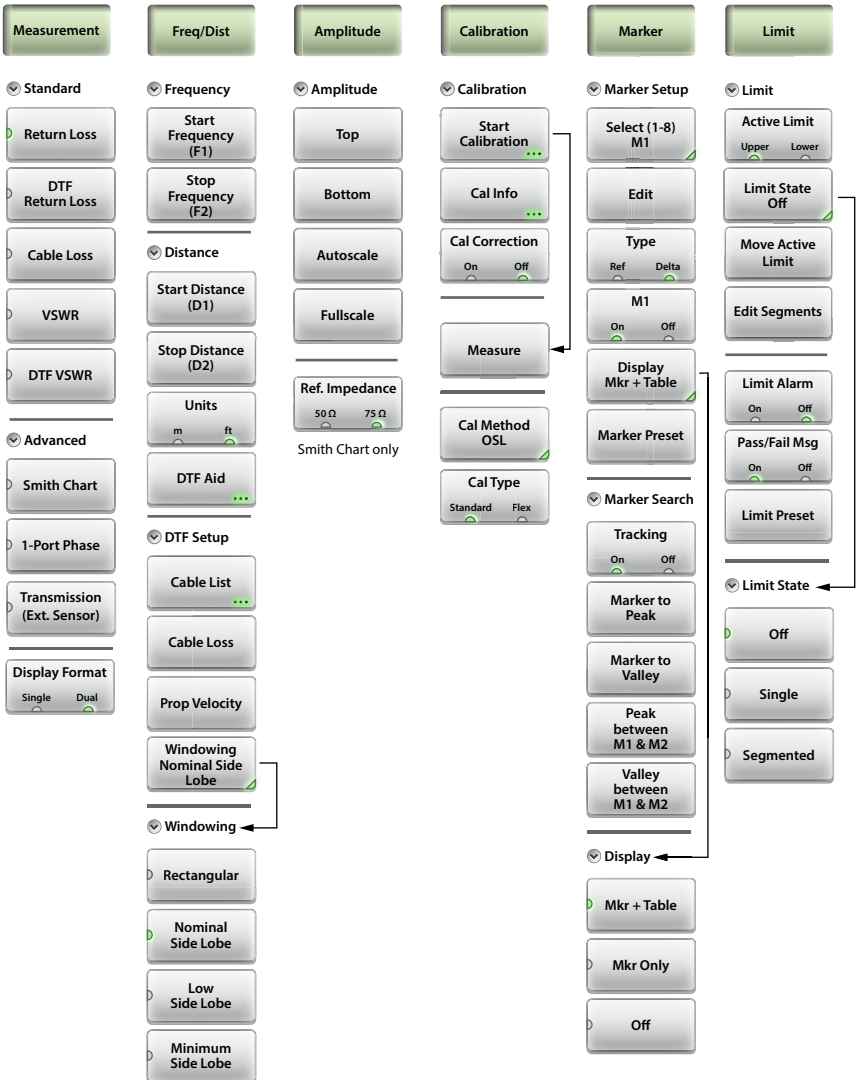 Measurement
Standard
Return Loss
DTF
Return Loss
Cable Loss
VSWR
DTF VSWR
Advanced
Smith Chart
1-Port Phase
Transmission
(Ext. Sensor)
Display Format
Single Dual
Freq/Dist
Frequency
Start
Frequency
(F1)
Stop
Frequency
(F2)
Distance
Start Distance
(D1)
Stop Distance
(D2)
Units
m ft
DTF Aid
DTF Setup
Cable List
Cable Loss
Prop Velocity
Windowing
Nominal Side
Lobe
Windowing
Rectangular
Nominal
Side Lobe
Low
Side Lobe
Minimum
Side Lobe
Amplitude
Amplitude
Top
Bottom
Autoscale
Fullscale
Ref. Impedance
50 Ω 75 Ω
Smith Chart only
Calibration
Calibration
Start
Calibration
Cal Info
Cal Correction
On Off
Measure
Cal Method
OSL
Cal Type
Standard Flex
Marker
Marker Setup
Select (1-8)
M1
Edit
Type
Ref Delta
M1
On Off
Display
Mkr + Table
Marker Preset
Marker Search
Tracking
On Off
Marker to
Peak
Marker to
Valley
Peak
between
M1 & M2
Valley
between
M1 & M2
Display
Mkr + Table
Mkr Only
Off
Limit
Limit
Active Limit
Upper Lower
Limit State
Off
Move Active
Limit
Edit Segments
Limit Alarm
On Off
Pass/Fail Msg
On Off
Limit Preset
Limit State
Off
Single
Segmented